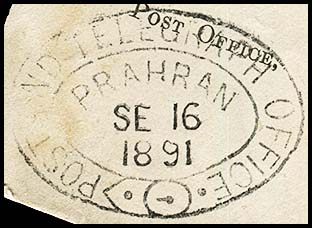 POST OFFICE,
POST AND TELEGRAPH OFFICE
PRAHRAN
SE 16
1891